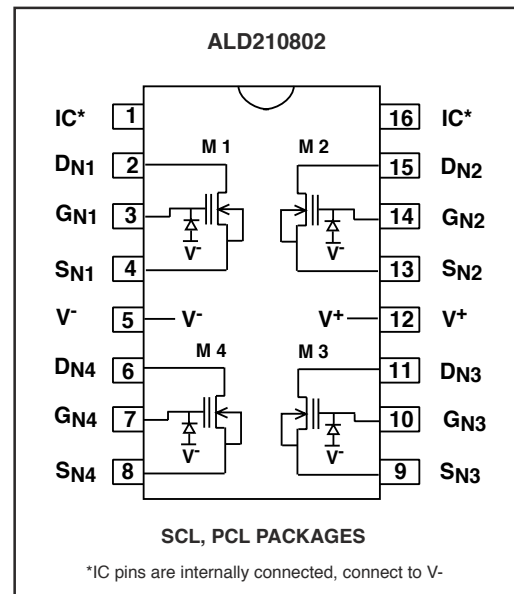 ALD210802
IC* 1 16 IC*
M 1 M 2
DN1 2 15 DN2
GN1 3 14 GN2
V- V-
SN1 4 13 SN2
V- 5 V- V+ 12 V+
M 4 M 3
DN4 6 11 DN3
GN4 7 10 GN3
V- V-
SN4 8 9 SN3
SCL, PCL PACKAGES
*IC pins are internally connected, connect to V-